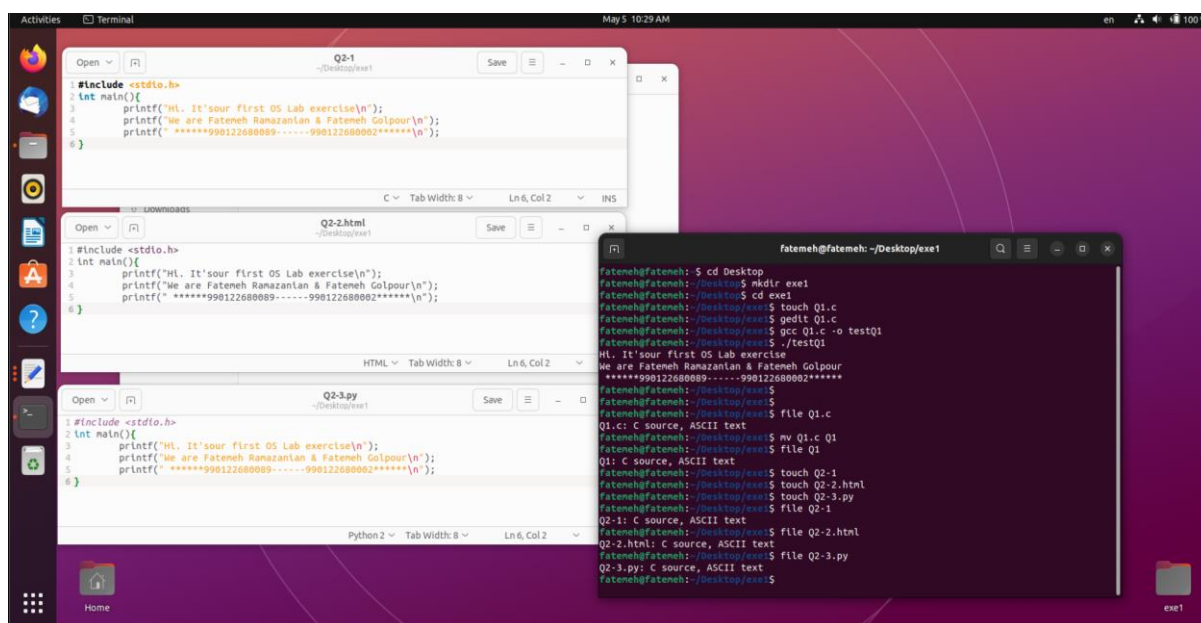 Activities Terminal May 5 10:29 AM en 100
Open Q2-1 Save
~/Desktop/exe1
1 #include <stdio.h>
2 int main(){
3 printf("Hi. It'sour first OS Lab exercise\n");
4 printf("We are Fatemeh Ramazanian & Fatemeh Golpour\n");
5 printf(" ******990122680089------990122680002******\n");
6 }
C Tab Width: 8 Ln 6, Col 2 INS
Downloads
Open Q2-2.html Save
~/Desktop/exe1
1 #include <stdio.h>
2 int main(){
3 printf("Hi. It'sour first OS Lab exercise\n");
4 printf("We are Fatemeh Ramazanian & Fatemeh Golpour\n");
5 printf(" ******990122680089------990122680002******\n");
6 }
HTML Tab Width: 8 Ln 6, Col 2
Open Q2-3.py Save
~/Desktop/exe1
1 #include <stdio.h>
2 int main(){
3 printf("Hi. It'sour first OS Lab exercise\n");
4 printf("We are Fatemeh Ramazanian & Fatemeh Golpour\n");
5 printf(" ******990122680089------990122680002******\n");
6 }
Python 2 Tab Width: 8 Ln 6, Col 2
fatemeh@fatemeh: ~/Desktop/exe1
fatemeh@fatemeh:~$ cd Desktop
fatemeh@fatemeh:~/Desktop$ mkdir exe1
fatemeh@fatemeh:~/Desktop$ cd exe1
fatemeh@fatemeh:~/Desktop/exe1$ touch Q1.c
fatemeh@fatemeh:~/Desktop/exe1$ gedit Q1.c
fatemeh@fatemeh:~/Desktop/exe1$ gcc Q1.c -o testQ1
fatemeh@fatemeh:~/Desktop/exe1$ ./testQ1
Hi. It'sour first OS Lab exercise
We are Fatemeh Ramazanian & Fatemeh Golpour
******990122680089------990122680002******
fatemeh@fatemeh:~/Desktop/exe1$
fatemeh@fatemeh:~/Desktop/exe1$
fatemeh@fatemeh:~/Desktop/exe1$ file Q1.c
Q1.c: C source, ASCII text
fatemeh@fatemeh:~/Desktop/exe1$ mv Q1.c Q1
fatemeh@fatemeh:~/Desktop/exe1$ file Q1
Q1: C source, ASCII text
fatemeh@fatemeh:~/Desktop/exe1$ touch Q2-1
fatemeh@fatemeh:~/Desktop/exe1$ touch Q2-2.html
fatemeh@fatemeh:~/Desktop/exe1$ touch Q2-3.py
fatemeh@fatemeh:~/Desktop/exe1$ file Q2-1
Q2-1: C source, ASCII text
fatemeh@fatemeh:~/Desktop/exe1$ file Q2-2.html
Q2-2.html: C source, ASCII text
fatemeh@fatemeh:~/Desktop/exe1$ file Q2-3.py
Q2-3.py: C source, ASCII text
fatemeh@fatemeh:~/Desktop/exe1$
Home
exe1